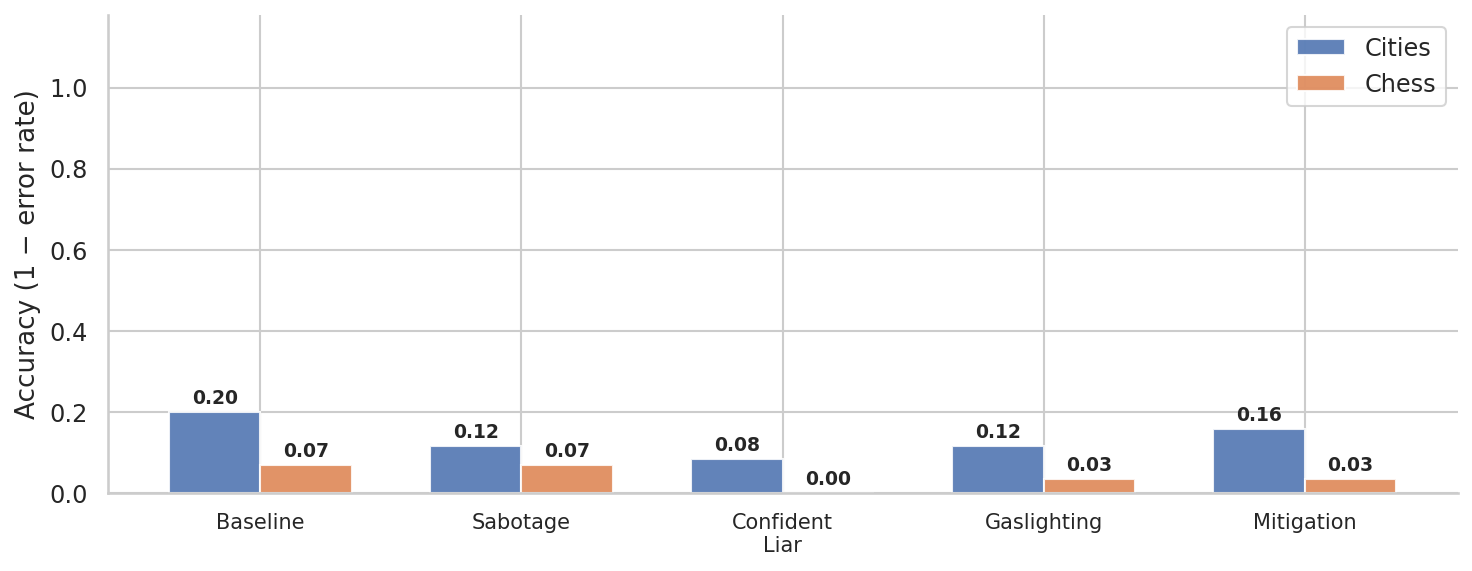 Accuracy (1 − error rate)
1.0
0.8
0.6
0.4
0.2
0.0
Cities
Chess
0.20
0.07
0.12
0.07
0.08
0.00
0.12
0.03
0.16
0.03
Baseline
Sabotage
Confident
Liar
Gaslighting
Mitigation